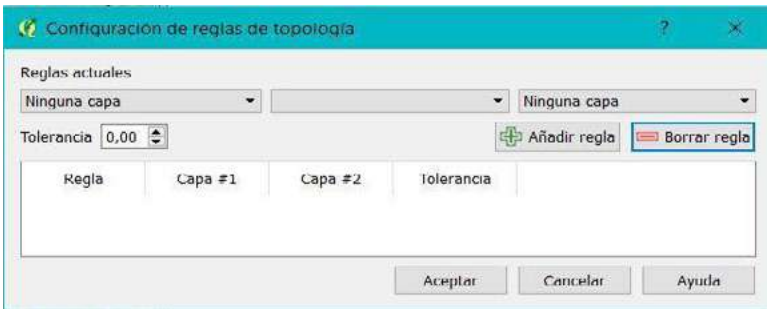 Configuración de reglas de topología ?
Reglas actuales
Ninguna capa Ninguna capa
Tolerancia 0,00 Añadir regla Borrar regla
Regla Capa #1 Capa #2 Tolerancia
Aceptar Cancelar Ayuda